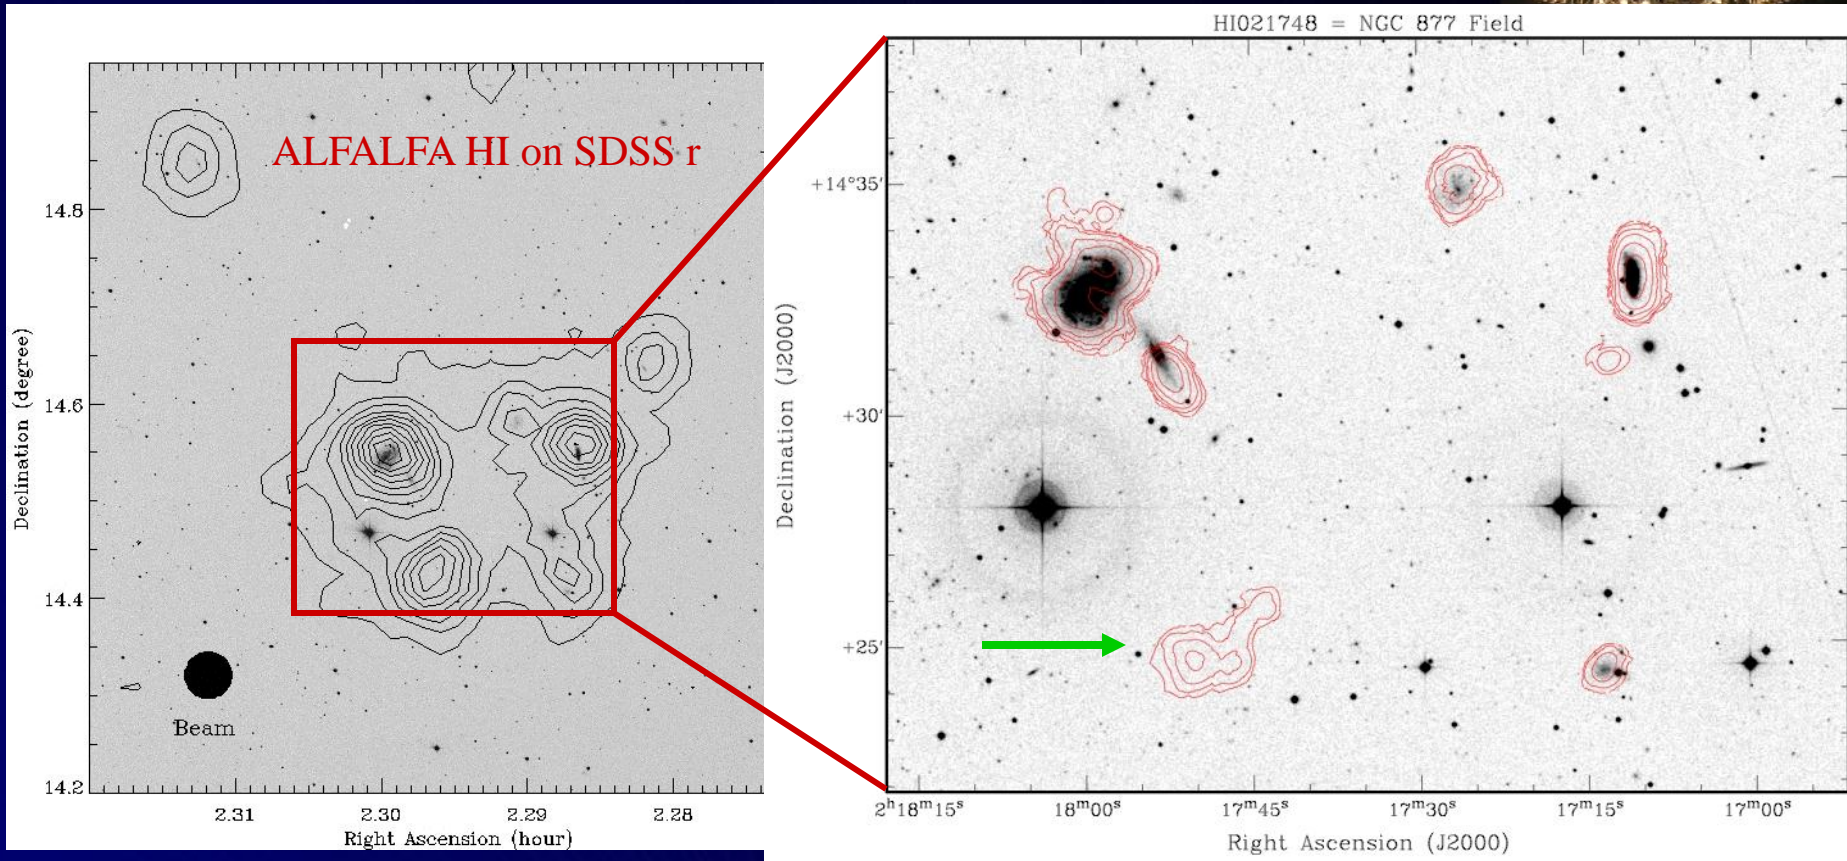 HI021748 = NGC 877 Field
ALFALFA HI on SDSS r
14.8
14.6
14.4
14.2
Declination (degree)
Beam
2.31
2.30
2.29
2.28
Right Ascension (hour)
+14°35′
+30′
+25′
Declination (J2000)
2ʰ18ᵐ15ˢ
18ᵐ00ˢ
17ᵐ45ˢ
17ᵐ30ˢ
17ᵐ15ˢ
17ᵐ00ˢ
Right Ascension (J2000)